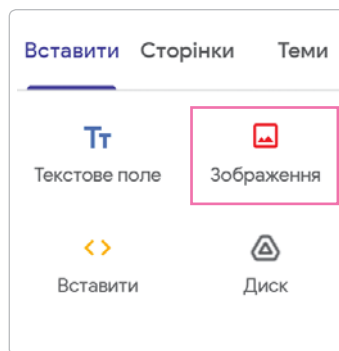 Вставити Сторінки Теми
Тт
Текстове поле Зображення
Вставити Диск